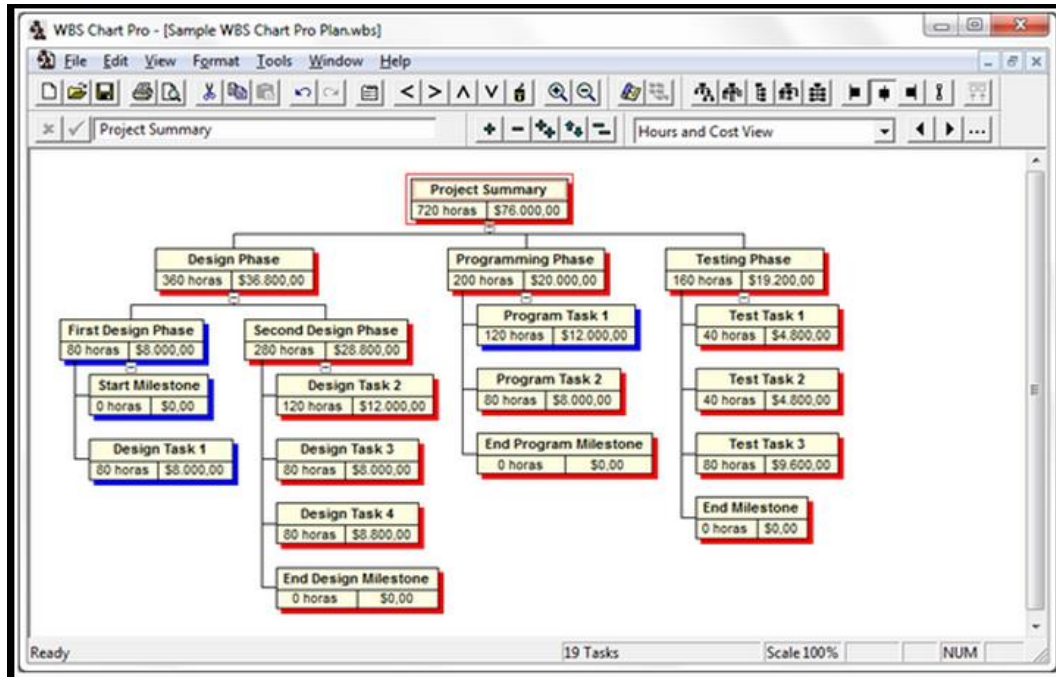 WBS Chart Pro - [Sample WBS Chart Pro Plan.wbs]
File Edit View Format Tools Window Help
Project Summary
Hours and Cost View
Project Summary
720 horas $76.000,00
Design Phase
360 horas $36.800,00
Programming Phase
200 horas $20.000,00
Testing Phase
160 horas $19.200,00
First Design Phase
80 horas $8.000,00
Second Design Phase
280 horas $28.800,00
Program Task 1
120 horas $12.000,00
Test Task 1
40 horas $4.800,00
Start Milestone
0 horas $0,00
Design Task 2
120 horas $12.000,00
Program Task 2
80 horas $8.000,00
Test Task 2
40 horas $4.800,00
Design Task 1
80 horas $8.000,00
Design Task 3
80 horas $8.000,00
End Program Milestone
0 horas $0,00
Test Task 3
80 horas $9.600,00
Design Task 4
80 horas $8.800,00
End Milestone
0 horas $0,00
End Design Milestone
0 horas $0,00
Ready 19 Tasks Scale 100% NUM